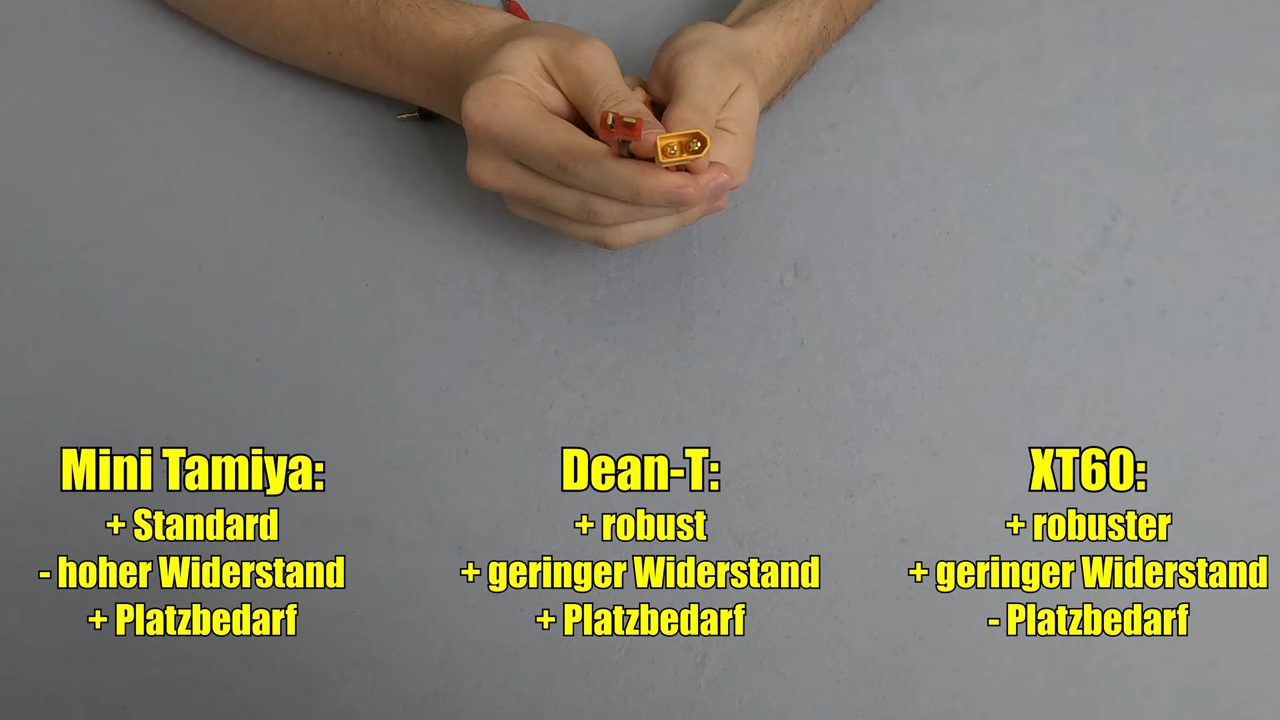 Mini Tamiya:
+ Standard
- hoher Widerstand
+ Platzbedarf
Dean-T:
+ robust
+ geringer Widerstand
+ Platzbedarf
XT60:
+ robuster
+ geringer Widerstand
- Platzbedarf